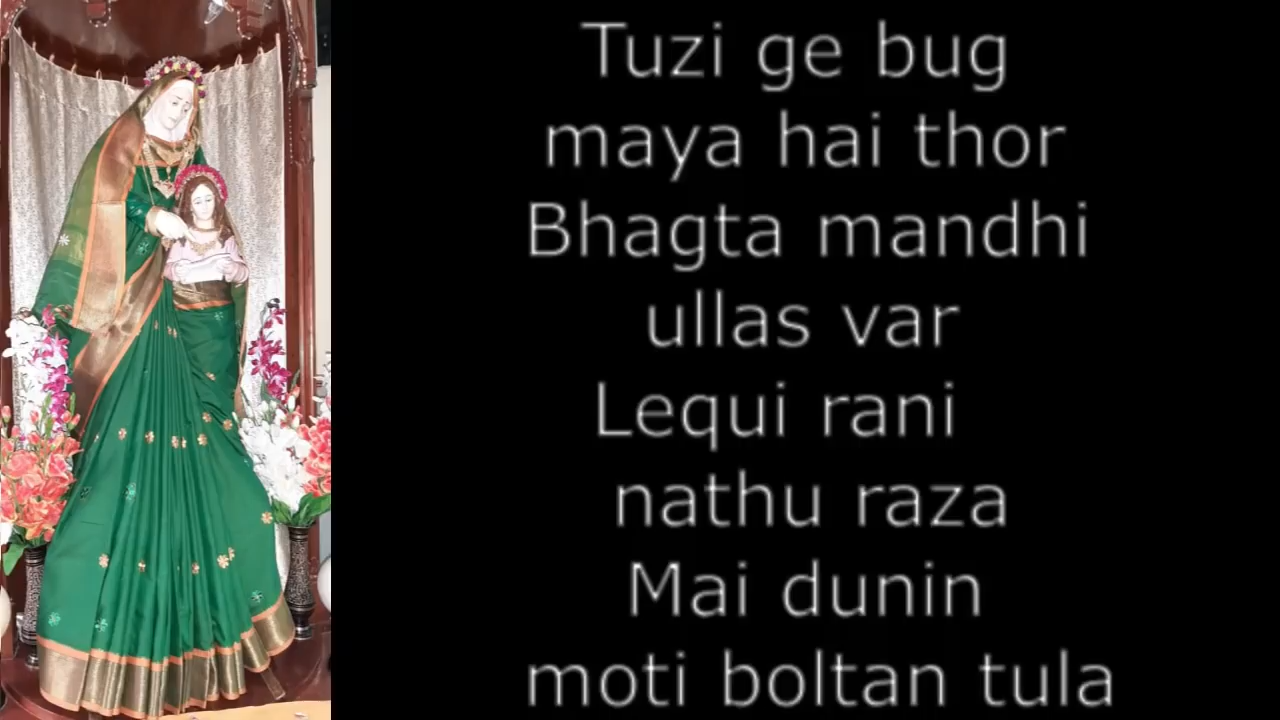 Tuzi ge bug
maya hai thor
Bhagta mandhi
ullas var
Lequi rani
nathu raza
Mai dunin
moti boltan tula